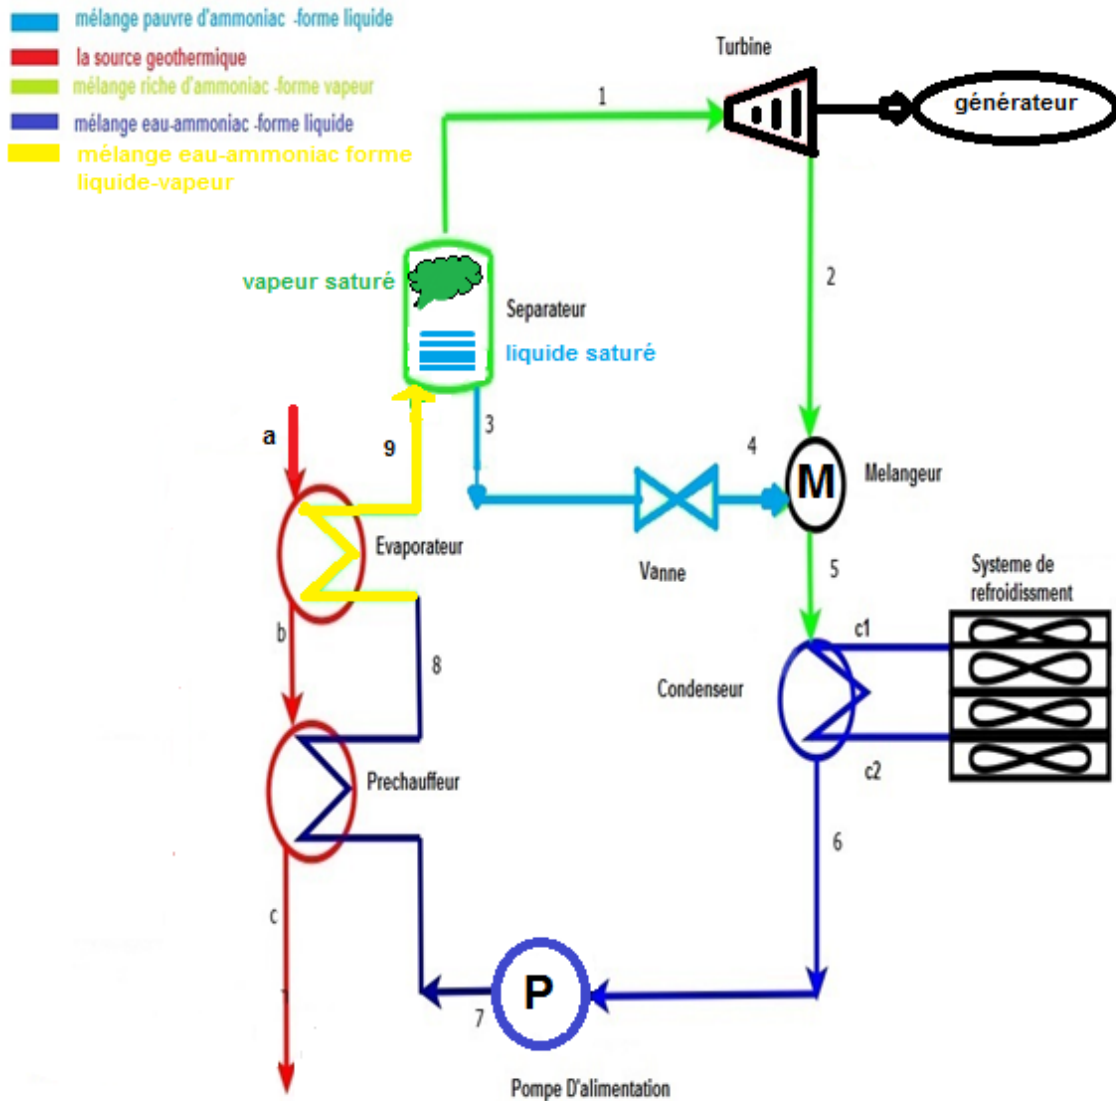 mélange pauvre d'ammoniac -forme liquide
la source geothermique
mélange riche d'ammoniac -forme vapeur
mélange eau-ammoniac -forme liquide
mélange eau-ammoniac forme
liquide-vapeur
Turbine
1
générateur
vapeur saturé
2
Separateur
liquide saturé
a
9
3
4
M
Melangeur
Evaporateur
Vanne
5
Systeme de
refroidissment
b
8
c1
Condenseur
Prechauffeur
c2
6
c
P
7
Pompe D'alimentation